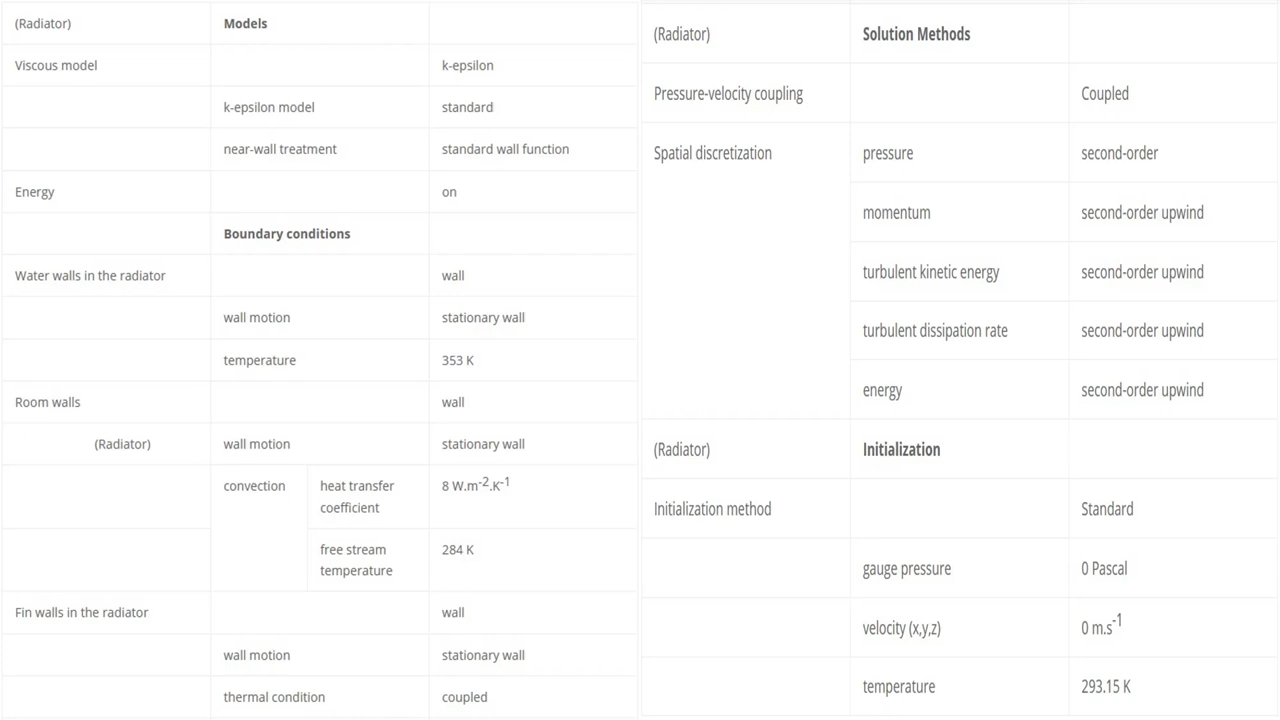 (Radiator) Models
Viscous model k-epsilon
k-epsilon model standard
near-wall treatment standard wall function
Energy on
Boundary conditions
Water walls in the radiator wall
wall motion stationary wall
temperature 353 K
Room walls wall
(Radiator) wall motion stationary wall
convection heat transfer coefficient 8 W.m-2.K-1
free stream temperature 284 K
Fin walls in the radiator wall
wall motion stationary wall
thermal condition coupled
(Radiator) Solution Methods
Pressure-velocity coupling Coupled
Spatial discretization pressure second-order
momentum second-order upwind
turbulent kinetic energy second-order upwind
turbulent dissipation rate second-order upwind
energy second-order upwind
(Radiator) Initialization
Initialization method Standard
gauge pressure 0 Pascal
velocity (x,y,z) 0 m.s-1
temperature 293.15 K